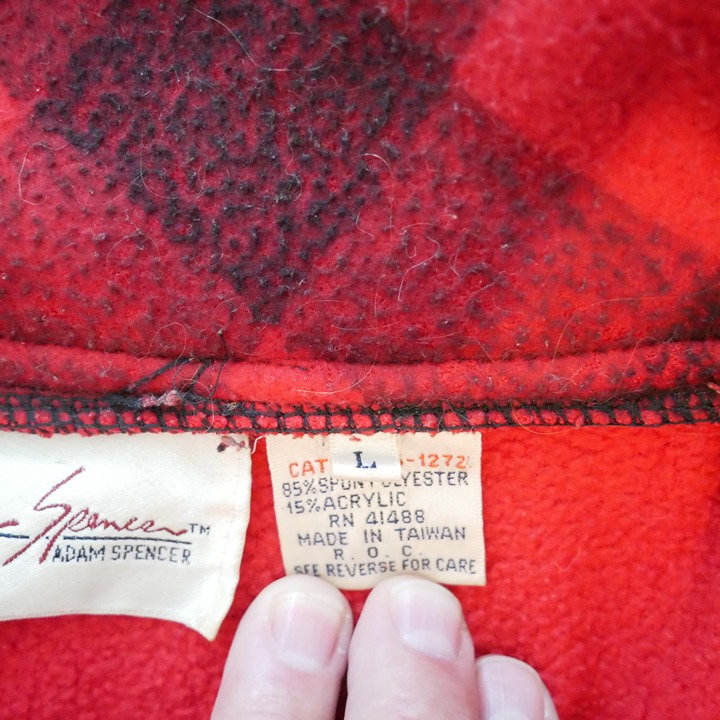 Spencer™
ADAM SPENCER
L
CAT -1272
85% SPUN POLYESTER
15% ACRYLIC
RN 41488
MADE IN TAIWAN
R. O. C.
SEE REVERSE FOR CARE